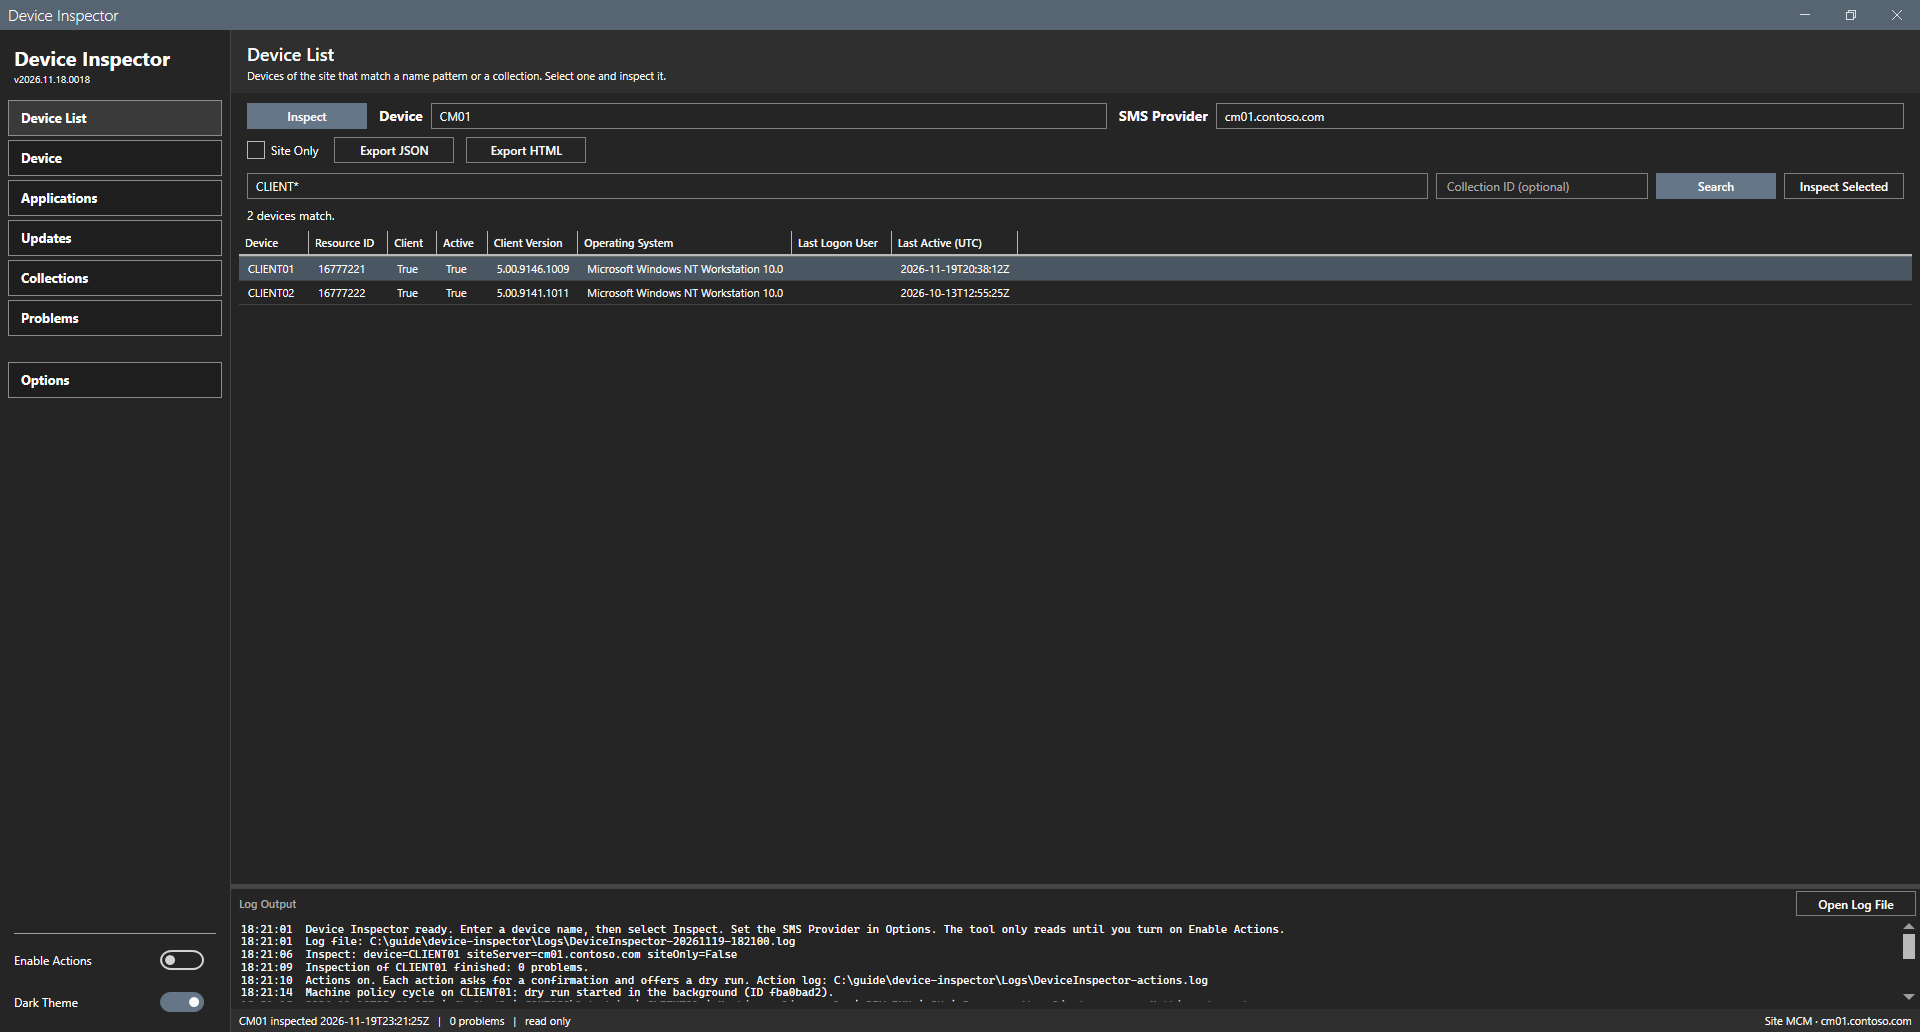 Device Inspector
Device Inspector
v2026.11.18.0018
Device List
Device
Applications
Updates
Collections
Problems
Options
Enable Actions
Dark Theme
Device List
Devices of the site that match a name pattern or a collection. Select one and inspect it.
Inspect Device CM01 SMS Provider cm01.contoso.com
Site Only Export JSON Export HTML
CLIENT* Collection ID (optional) Search Inspect Selected
2 devices match.
Device Resource ID Client Active Client Version Operating System Last Logon User Last Active (UTC)
CLIENT01 16777221 True True 5.00.9146.1009 Microsoft Windows NT Workstation 10.0 2026-11-19T20:38:12Z
CLIENT02 16777222 True True 5.00.9141.1011 Microsoft Windows NT Workstation 10.0 2026-10-13T12:55:25Z
Log Output Open Log File
18:21:01 Device Inspector ready. Enter a device name, then select Inspect. Set the SMS Provider in Options. The tool only reads until you turn on Enable Actions.
18:21:01 Log file: C:\guide\device-inspector\Logs\DeviceInspector-20261119-182100.log
18:21:06 Inspect: device=CLIENT01 siteServer=cm01.contoso.com siteOnly=False
18:21:09 Inspection of CLIENT01 finished: 0 problems.
18:21:10 Actions on. Each action asks for a confirmation and offers a dry run. Action log: C:\guide\device-inspector\Logs\DeviceInspector-actions.log
18:21:14 Machine policy cycle on CLIENT01: dry run started in the background (ID fba0bad2).
CM01 inspected 2026-11-19T23:21:25Z | 0 problems | read only
Site MCM · cm01.contoso.com